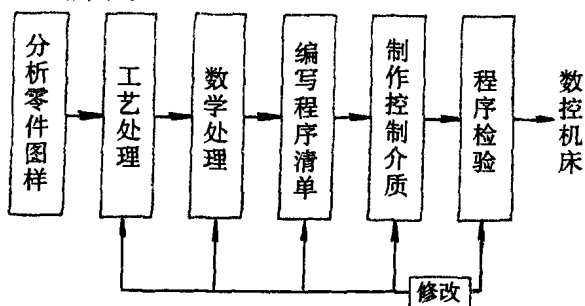 分析零件图样
工艺处理
数学处理
编写程序清单
制作控制介质
程序检验
数控机床
修改